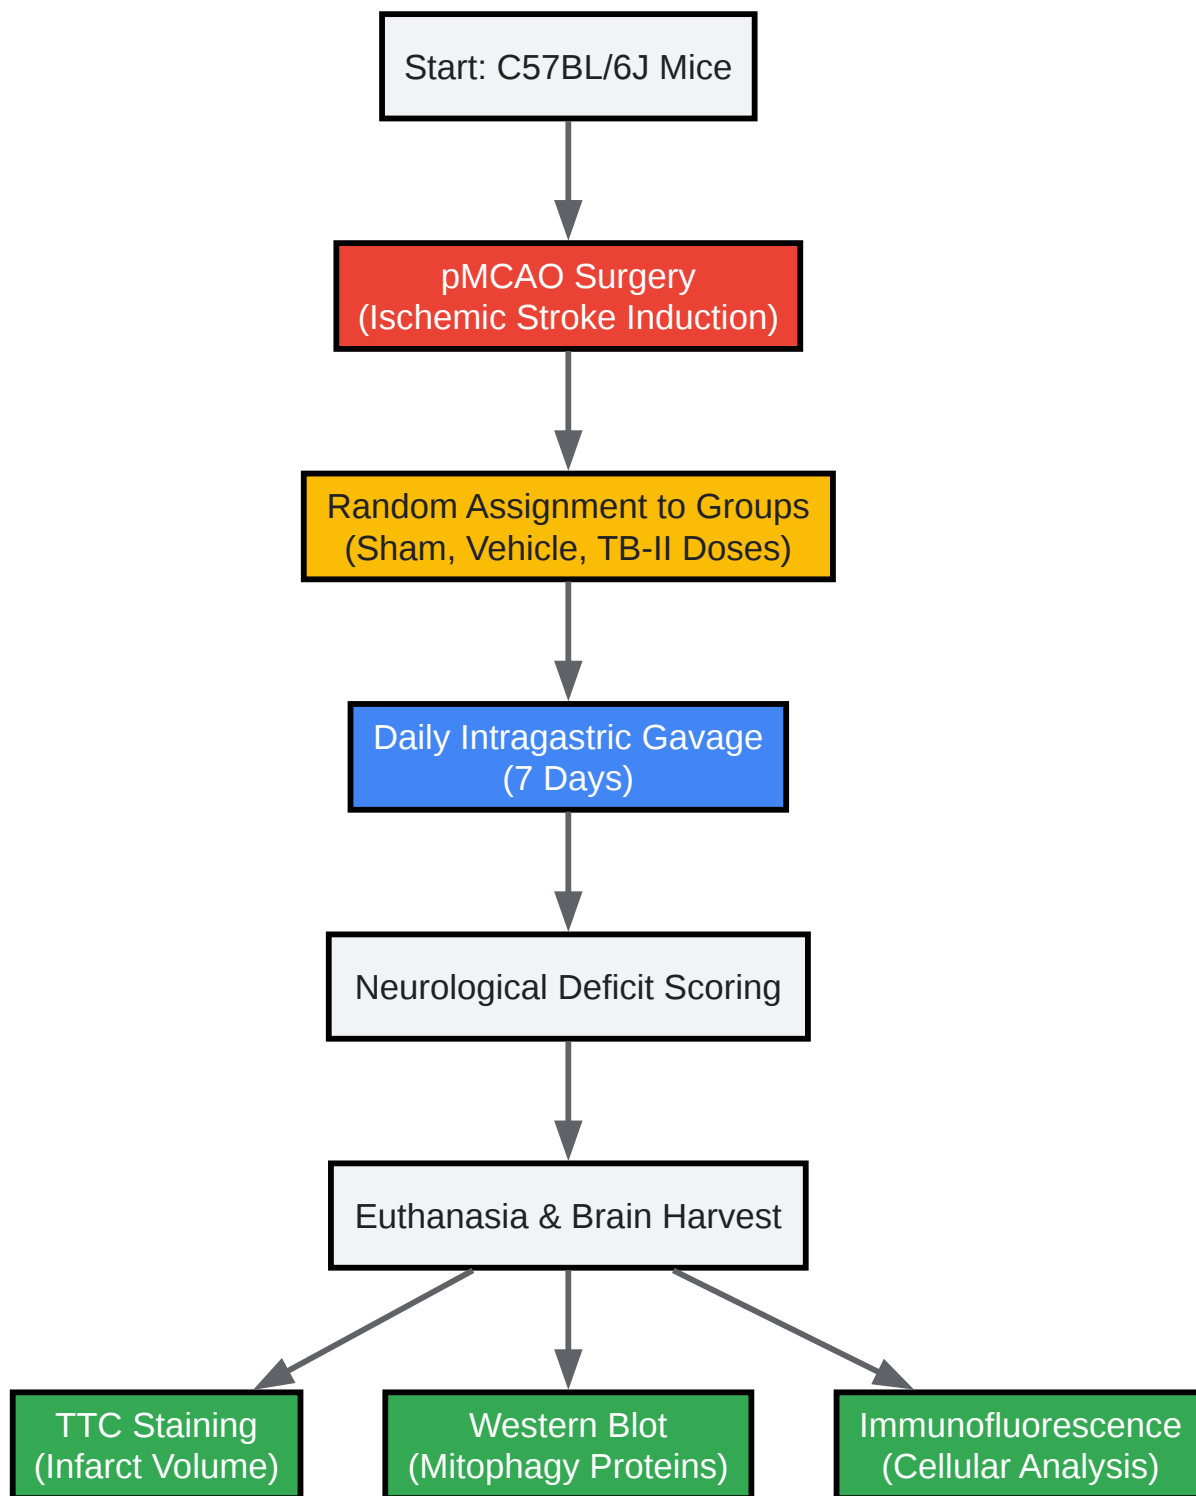 Start: C57BL/6J Mice
pMCAO Surgery
(Ischemic Stroke Induction)
Random Assignment to Groups
(Sham, Vehicle, TB-II Doses)
Daily Intragastric Gavage
(7 Days)
Neurological Deficit Scoring
Euthanasia & Brain Harvest
TTC Staining
(Infarct Volume)
Western Blot
(Mitophagy Proteins)
Immunofluorescence
(Cellular Analysis)